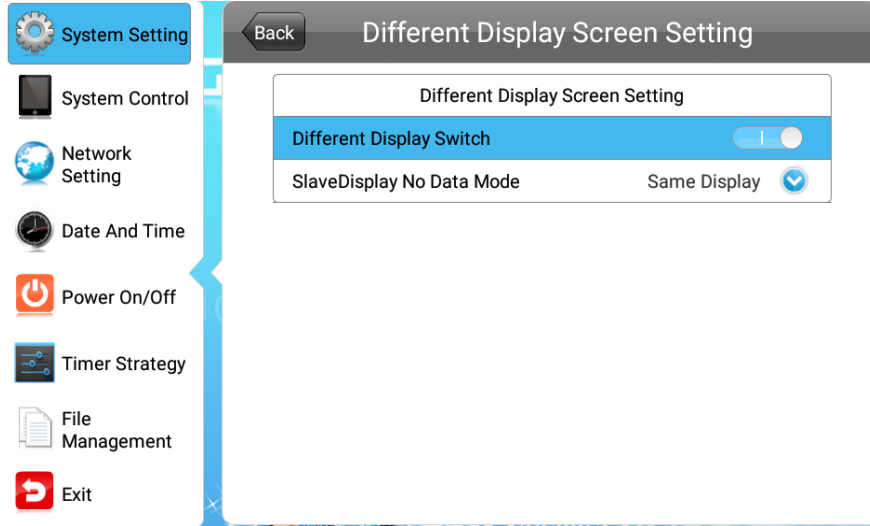 System Setting
System Control
Network
Setting
Date And Time
Power On/Off
Timer Strategy
File
Management
Exit
Back
Different Display Screen Setting
Different Display Screen Setting
Different Display Switch
SlaveDisplay No Data Mode
Same Display